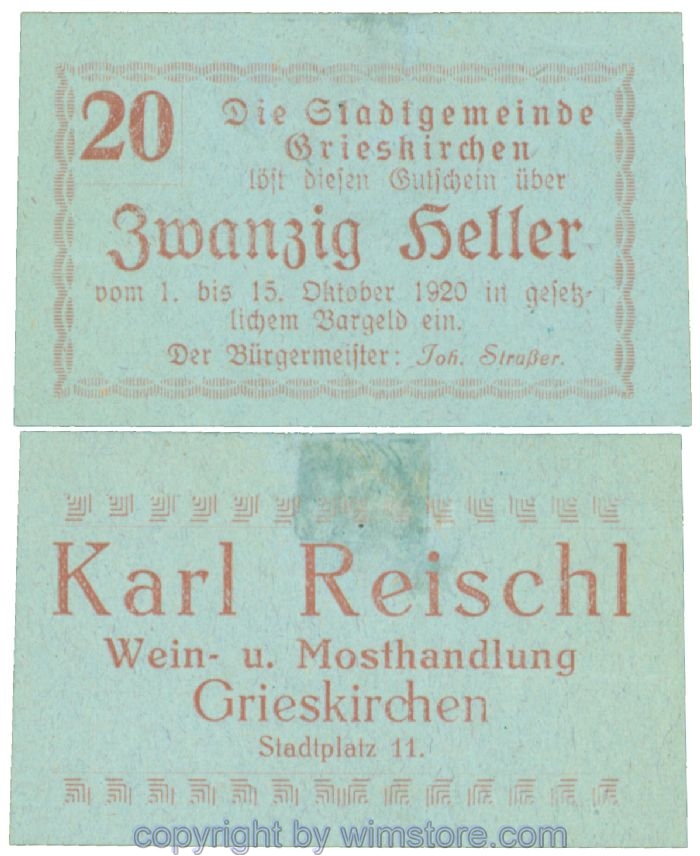 20
Die Stadtgemeinde
Grieskirchen
löst diesen Gutschein über
Zwanzig Heller
vom 1. bis 15. Oktober 1920 in gesetz-
lichem Bargeld ein.
Der Bürgermeister: Joh. Straßer.
Karl Reischl
Wein- u. Mosthandlung
Grieskirchen
Stadtplatz 11.
copyright by wimstore.com